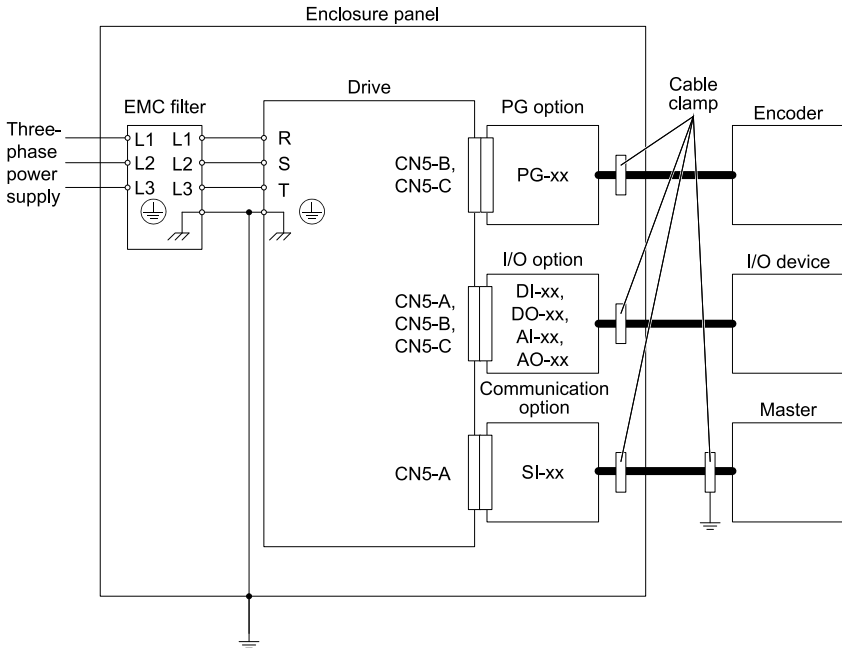 Enclosure panel
EMC filter
Drive
PG option
Cable
clamp
Encoder
Three-
phase
power
supply
L1 L1
L2 L2
L3 L3
R
S
T
CN5-B,
CN5-C
PG-xx
I/O option
I/O device
CN5-A,
CN5-B,
CN5-C
DI-xx,
DO-xx,
AI-xx,
AO-xx
Communication
option
Master
CN5-A
SI-xx